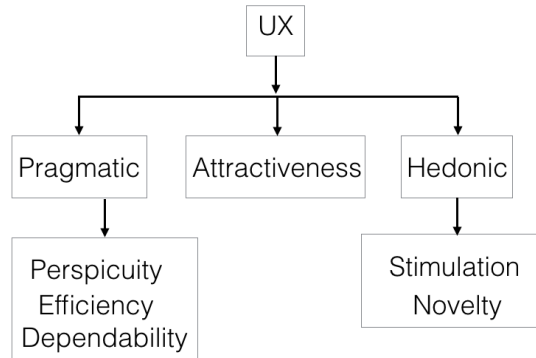 UX
Pragmatic
Attractiveness
Hedonic
Perspicuity
Efficiency
Dependability
Stimulation
Novelty